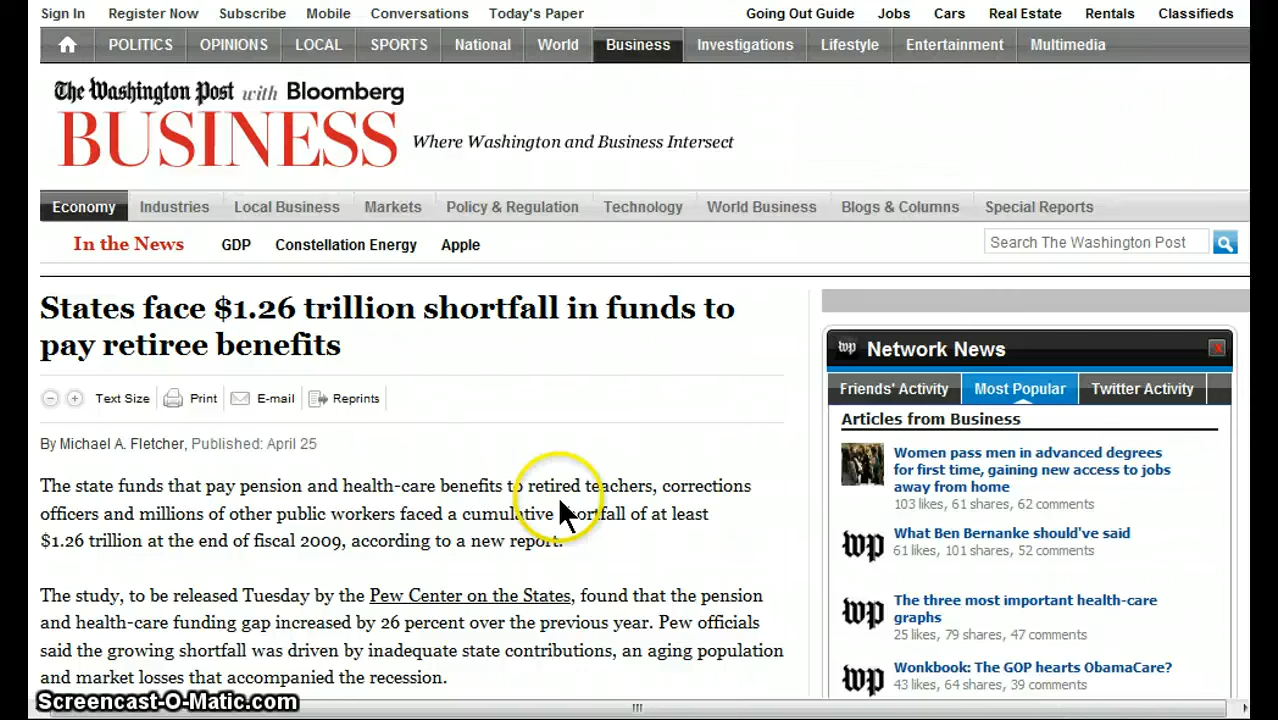 Sign In Register Now Subscribe Mobile Conversations Today's Paper Going Out Guide Jobs Cars Real Estate Rentals Classifieds
POLITICS OPINIONS LOCAL SPORTS National World Business Investigations Lifestyle Entertainment Multimedia
The Washington Post with Bloomberg
BUSINESS Where Washington and Business Intersect
Economy Industries Local Business Markets Policy & Regulation Technology World Business Blogs & Columns Special Reports
In the News GDP Constellation Energy Apple Search The Washington Post
States face $1.26 trillion shortfall in funds to
pay retiree benefits
Text Size Print E-mail Reprints
By Michael A. Fletcher, Published: April 25
The state funds that pay pension and health-care benefits to retired teachers, corrections
officers and millions of other public workers faced a cumulative shortfall of at least
$1.26 trillion at the end of fiscal 2009, according to a new report.
The study, to be released Tuesday by the Pew Center on the States, found that the pension
and health-care funding gap increased by 26 percent over the previous year. Pew officials
said the growing shortfall was driven by inadequate state contributions, an aging population
and market losses that accompanied the recession.
wp Network News X
Friends' Activity Most Popular Twitter Activity
Articles from Business
Women pass men in advanced degrees
for first time, gaining new access to jobs
away from home
103 likes, 61 shares, 62 comments
wp What Ben Bernanke should've said
61 likes, 101 shares, 52 comments
wp The three most important health-care
graphs
25 likes, 79 shares, 47 comments
wp Wonkbook: The GOP hearts ObamaCare?
43 likes, 64 shares, 39 comments
Screencast-O-Matic.com